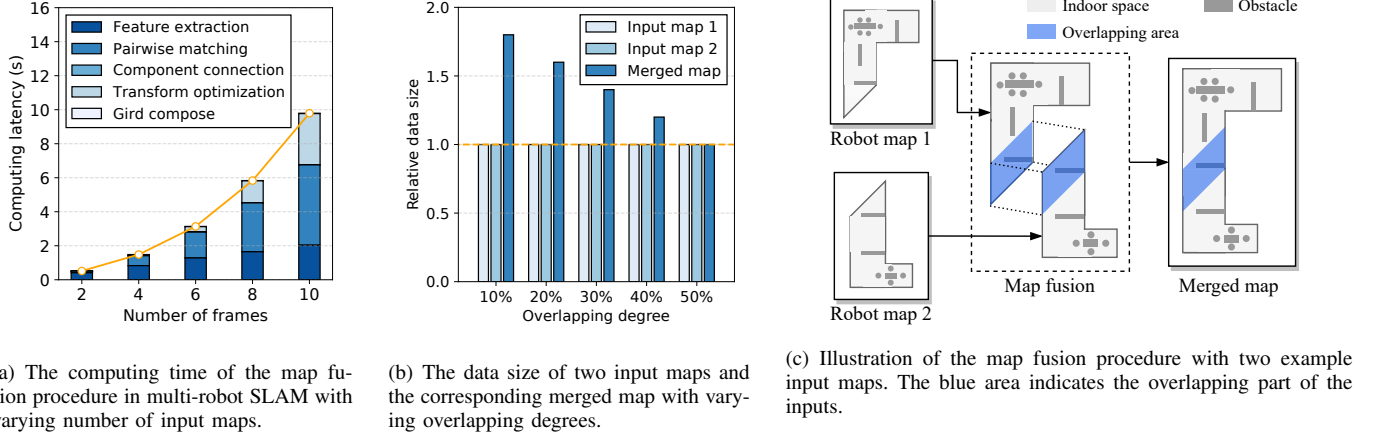 16
14
12
10
8
6
4
2
0
Computing latency (s)
Feature extraction
Pairwise matching
Component connection
Transform optimization
Gird compose
2 4 6 8 10
Number of frames
2.0
1.5
1.0
0.5
0.0
Relative data size
Input map 1
Input map 2
Merged map
10% 20% 30% 40% 50%
Overlapping degree
Indoor space
Obstacle
Overlapping area
Robot map 1
Robot map 2
Map fusion
Merged map
a) The computing time of the map fu-
ion procedure in multi-robot SLAM with
varying number of input maps.
(b) The data size of two input maps and
the corresponding merged map with vary-
ing overlapping degrees.
(c) Illustration of the map fusion procedure with two example
input maps. The blue area indicates the overlapping part of the
inputs.